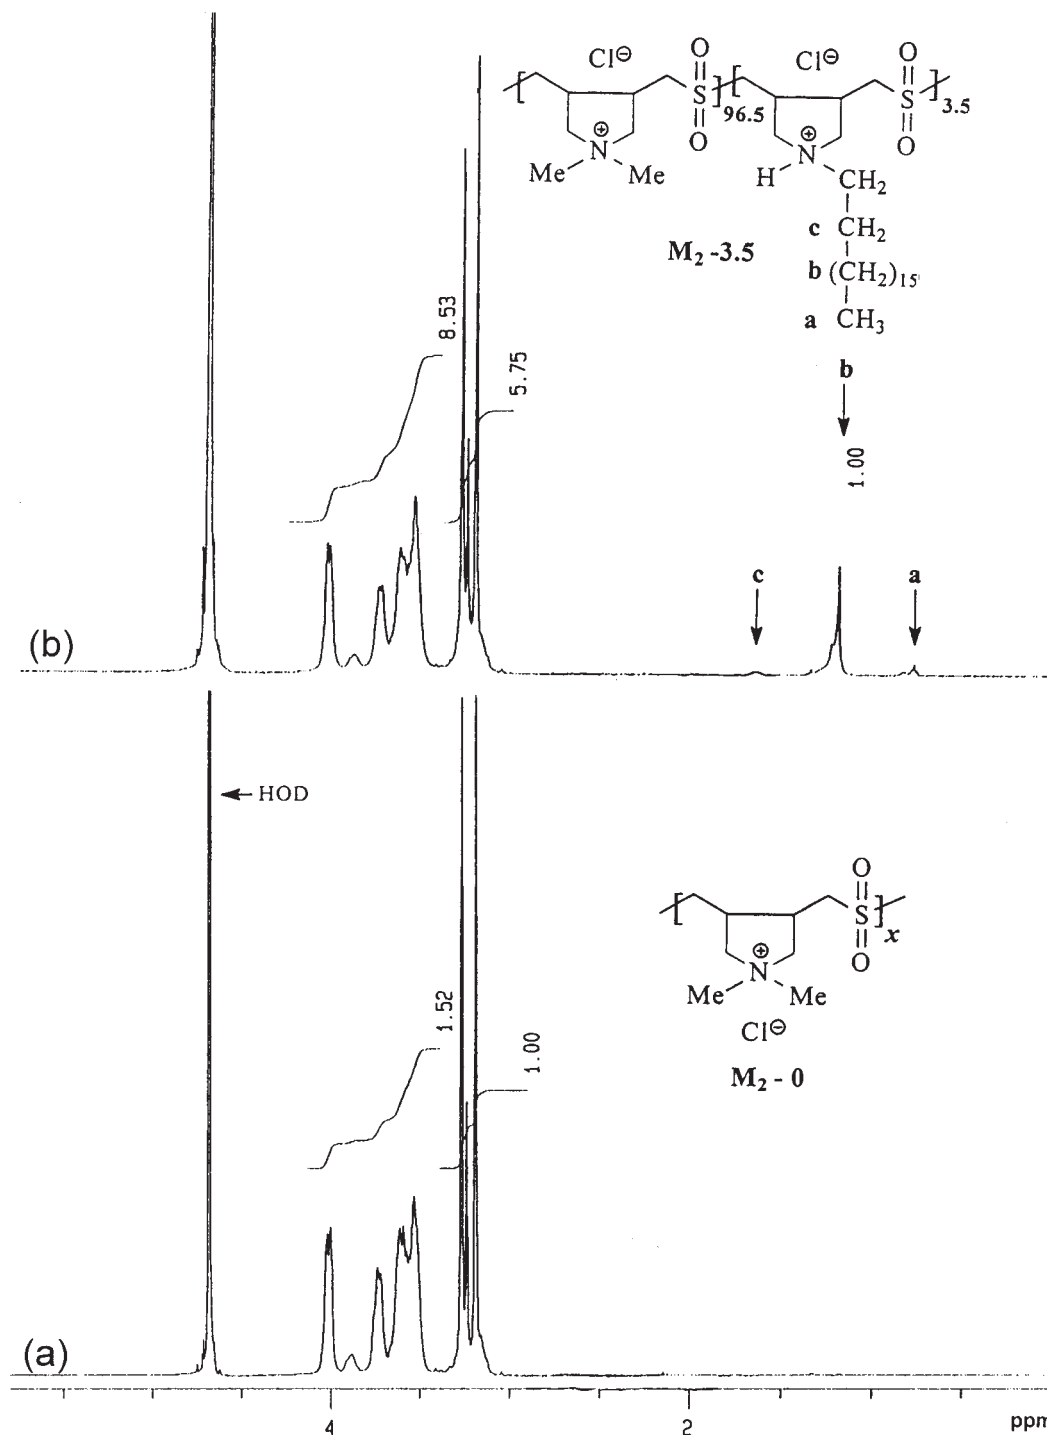 Cl⊖ O Cl⊖ O
[ S ]96.5 [ S ]3.5
O O
⊕ ⊕
N N
Me Me H CH2
c CH2
M2 -3.5
b (CH2)15
a CH3
8.53
5.75
b
1.00
c a
(b)
HOD
O
[ S ]x
O
⊕
N
Me Me
Cl⊖
M2 - 0
1.52
1.00
(a)
4 2 ppm